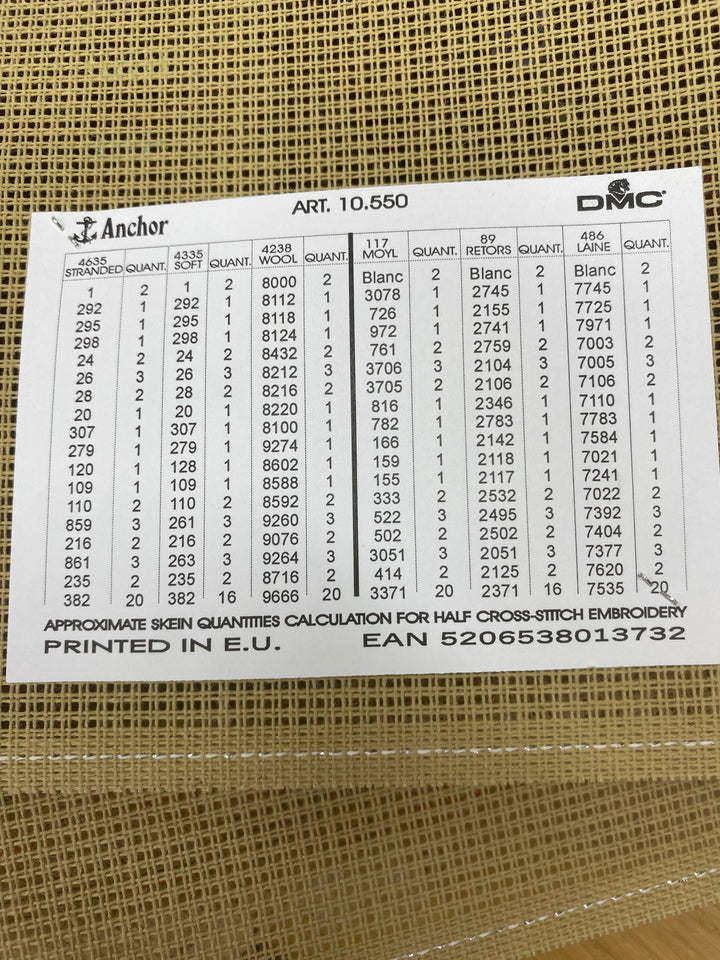 Anchor ART. 10.550 DMC
4635 STRANDED QUANT. 4335 SOFT QUANT. 4238 WOOL QUANT. 117 MOYL QUANT. 89 RETORS QUANT. 486 LAINE QUANT.
1 2 1 2 8000 2 Blanc 2 Blanc 2 Blanc 2
292 1 292 1 8112 1 3078 1 2745 1 7745 1
295 1 295 1 8118 1 726 1 2155 1 7725 1
298 1 298 1 8124 1 972 1 2741 1 7971 1
24 2 24 2 8432 2 761 2 2759 2 7003 2
26 3 26 3 8212 3 3706 3 2104 3 7005 3
28 2 28 2 8216 2 3705 2 2106 2 7106 2
20 1 20 1 8220 1 816 1 2346 1 7110 1
307 1 307 1 8100 1 782 1 2783 1 7783 1
279 1 279 1 9274 1 166 1 2142 1 7584 1
120 1 128 1 8602 1 159 1 2118 1 7021 1
109 1 109 1 8588 1 155 1 2117 1 7241 1
110 2 110 2 8592 2 333 2 2532 2 7022 2
859 3 261 3 9260 3 522 3 2495 3 7392 3
216 2 216 2 9076 2 502 2 2502 2 7404 2
861 3 263 3 9264 3 3051 3 2051 3 7377 3
235 2 235 2 8716 2 414 2 2125 2 7620 2
382 20 382 16 9666 20 3371 20 2371 16 7535 20
APPROXIMATE SKEIN QUANTITIES CALCULATION FOR HALF CROSS-STITCH EMBROIDERY
PRINTED IN E.U. EAN 5206538013732